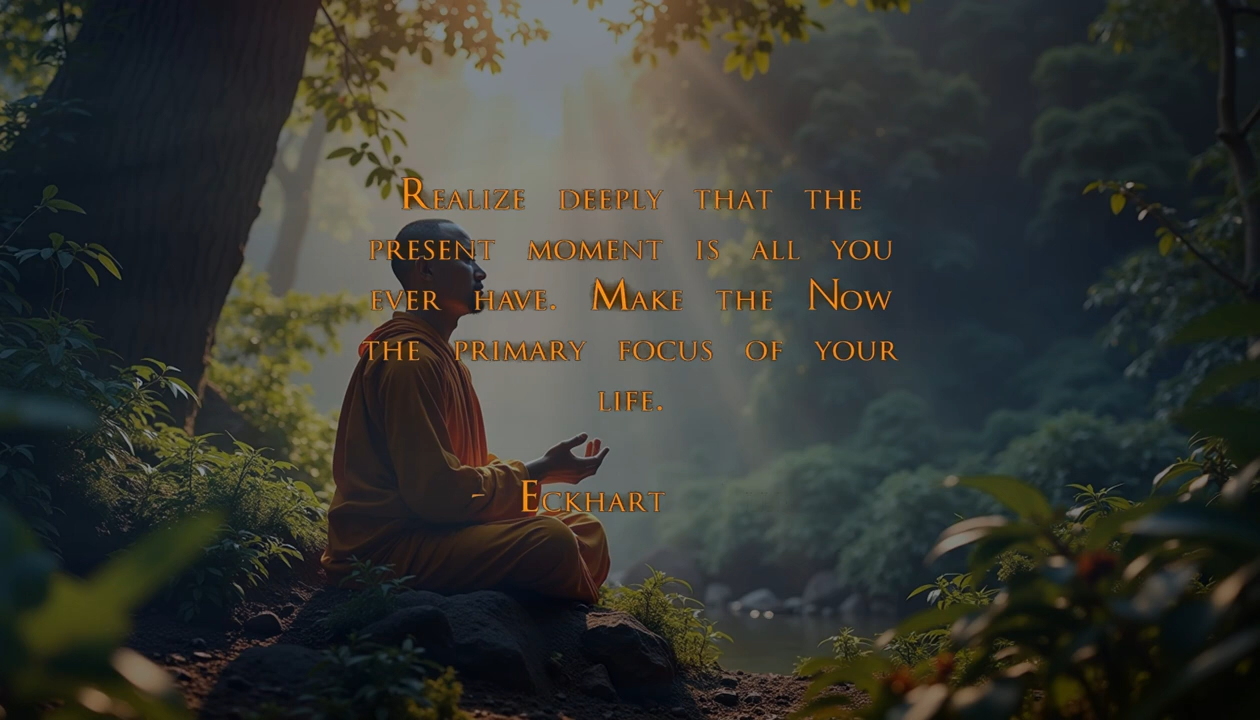 Realize deeply that the
present moment is all you
ever have. Make the Now
the primary focus of your
life.
- Eckhart